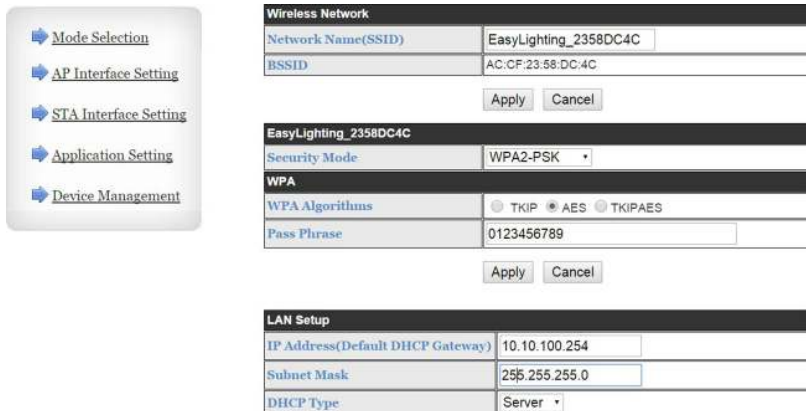 Mode Selection
AP Interface Setting
STA Interface Setting
Application Setting
Device Management
Wireless Network
Network Name(SSID) EasyLighting_2358DC4C
BSSID AC:CF:23:58:DC:4C
Apply Cancel
EasyLighting_2358DC4C
Security Mode WPA2-PSK
WPA
WPA Algorithms TKIP AES TKIPAES
Pass Phrase 0123456789
Apply Cancel
LAN Setup
IP Address(Default DHCP Gateway) 10.10.100.254
Subnet Mask 255.255.255.0
DHCP Type Server